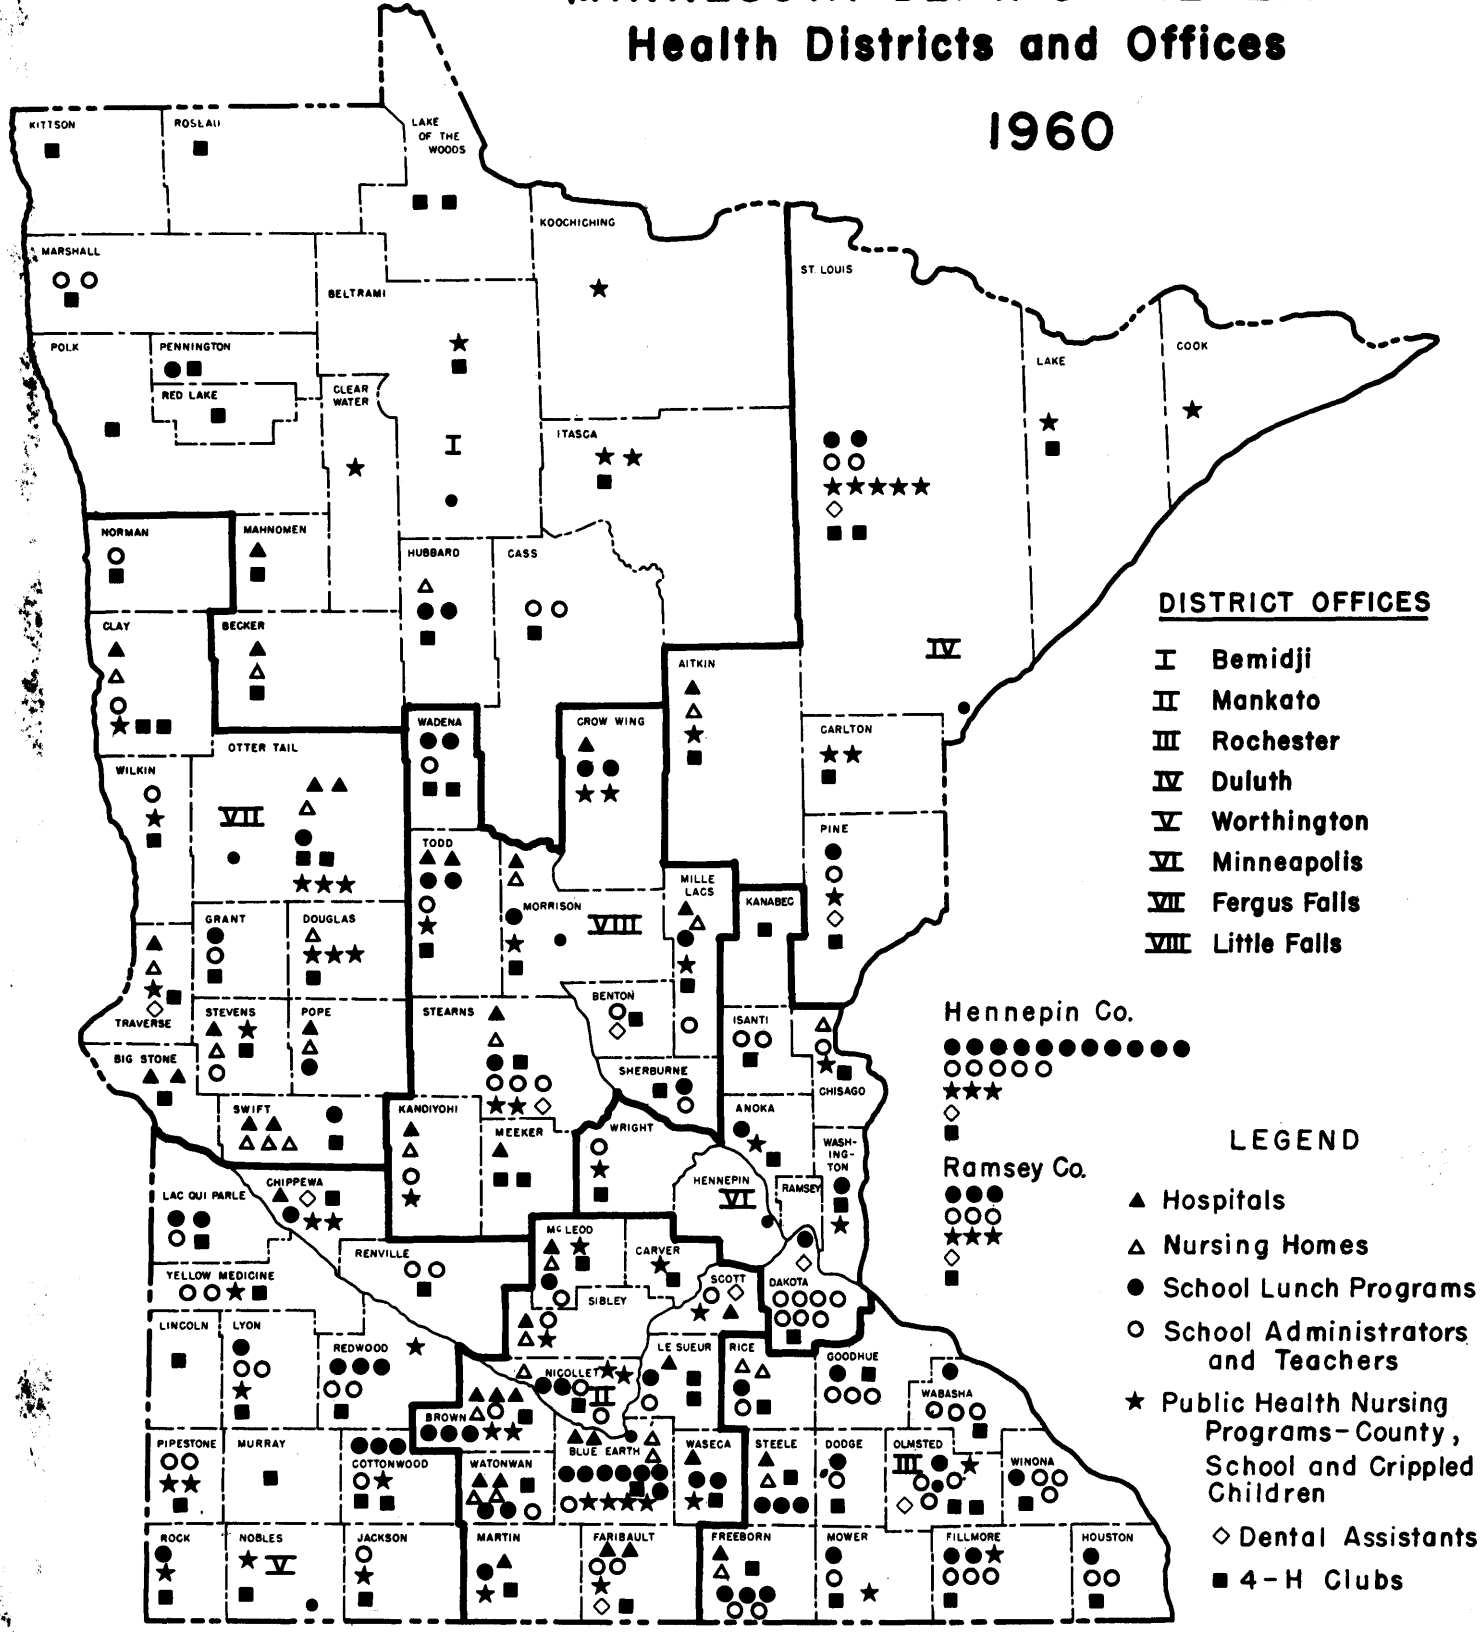 Health Districts and Offices
1960
KITTSON
ROSEAU
LAKE
OF THE
WOODS
KOOCHICHING
MARSHALL
ST. LOUIS
BELTRAMI
POLK
PENNINGTON
RED LAKE
CLEAR
WATER
LAKE
COOK
I
ITASCA
NORMAN
MAHNOMEN
HUBBARD
CASS
CLAY
BECKER
IV
AITKIN
WADENA
CROW WING
CARLTON
OTTER TAIL
WILKIN
VII
PINE
TODD
MILLE
LACS
KANABEC
MORRISON
VIII
GRANT
DOUGLAS
TRAVERSE
STEVENS
POPE
STEARNS
BENTON
ISANTI
CHISAGO
BIG STONE
SHERBURNE
SWIFT
KANDIYOHI
MEEKER
WRIGHT
ANOKA
WASH-
ING-
TON
HENNEPIN
VI
RAMSEY
LAC QUI PARLE
CHIPPEWA
RENVILLE
McLEOD
CARVER
SCOTT
DAKOTA
YELLOW MEDICINE
SIBLEY
LINCOLN
LYON
REDWOOD
NICOLLET
II
LE SUEUR
RICE
GOODHUE
WABASHA
BROWN
PIPESTONE
MURRAY
COTTONWOOD
WATONWAN
BLUE EARTH
WASECA
STEELE
DODGE
OLMSTED
III
WINONA
ROCK
NOBLES
V
JACKSON
MARTIN
FARIBAULT
FREEBORN
MOWER
FILLMORE
HOUSTON
DISTRICT OFFICES
I Bemidji
II Mankato
III Rochester
IV Duluth
V Worthington
VI Minneapolis
VII Fergus Falls
VIII Little Falls
Hennepin Co.
Ramsey Co.
LEGEND
Hospitals
Nursing Homes
School Lunch Programs
School Administrators
and Teachers
Public Health Nursing
Programs-County,
School and Crippled
Children
Dental Assistants
4-H Clubs